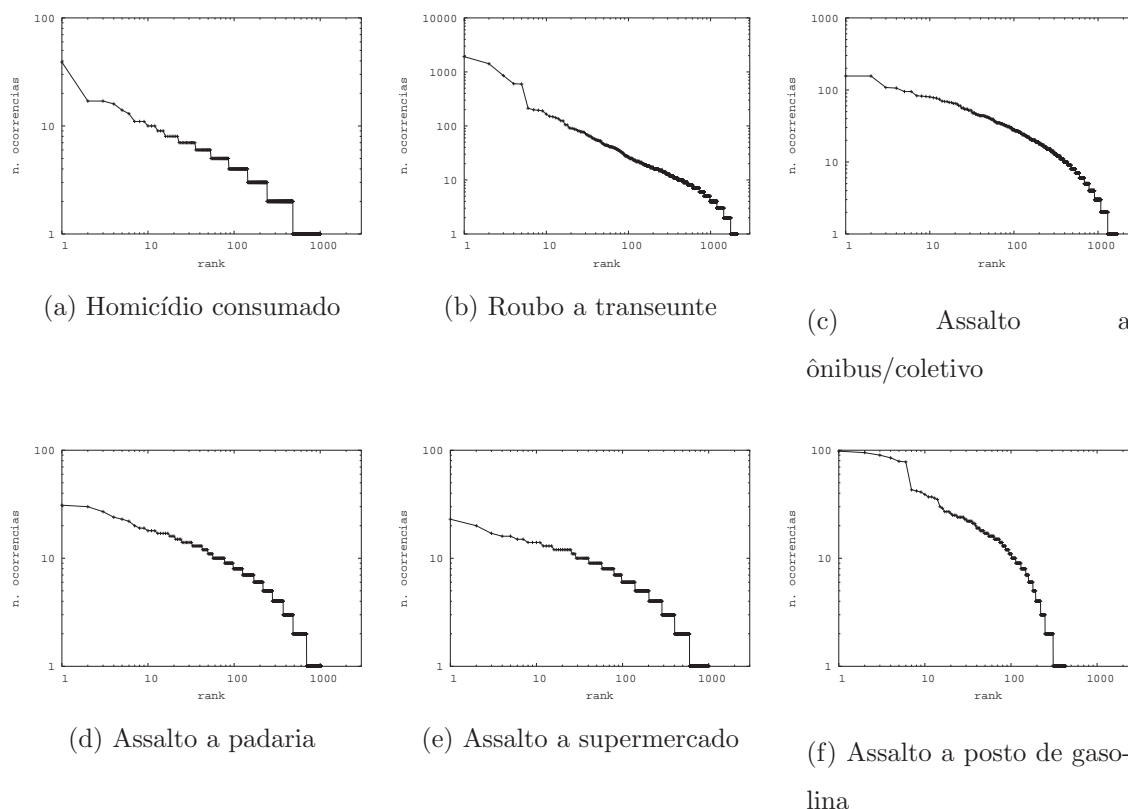 100
10
1
1
10
100
1000
n. ocorrencias
rank
(a) Homicídio consumado
10000
1000
100
10
1
1
10
100
1000
n. ocorrencias
rank
(b) Roubo a transeunte
1000
100
10
1
1
10
100
1000
n. ocorrencias
rank
(c) Assalto a
ônibus/coletivo
100
10
1
1
10
100
1000
n. ocorrencias
rank
(d) Assalto a padaria
100
10
1
1
10
100
1000
n. ocorrencias
rank
(e) Assalto a supermercado
100
10
1
1
10
100
1000
n. ocorrencias
rank
(f) Assalto a posto de gaso-
lina